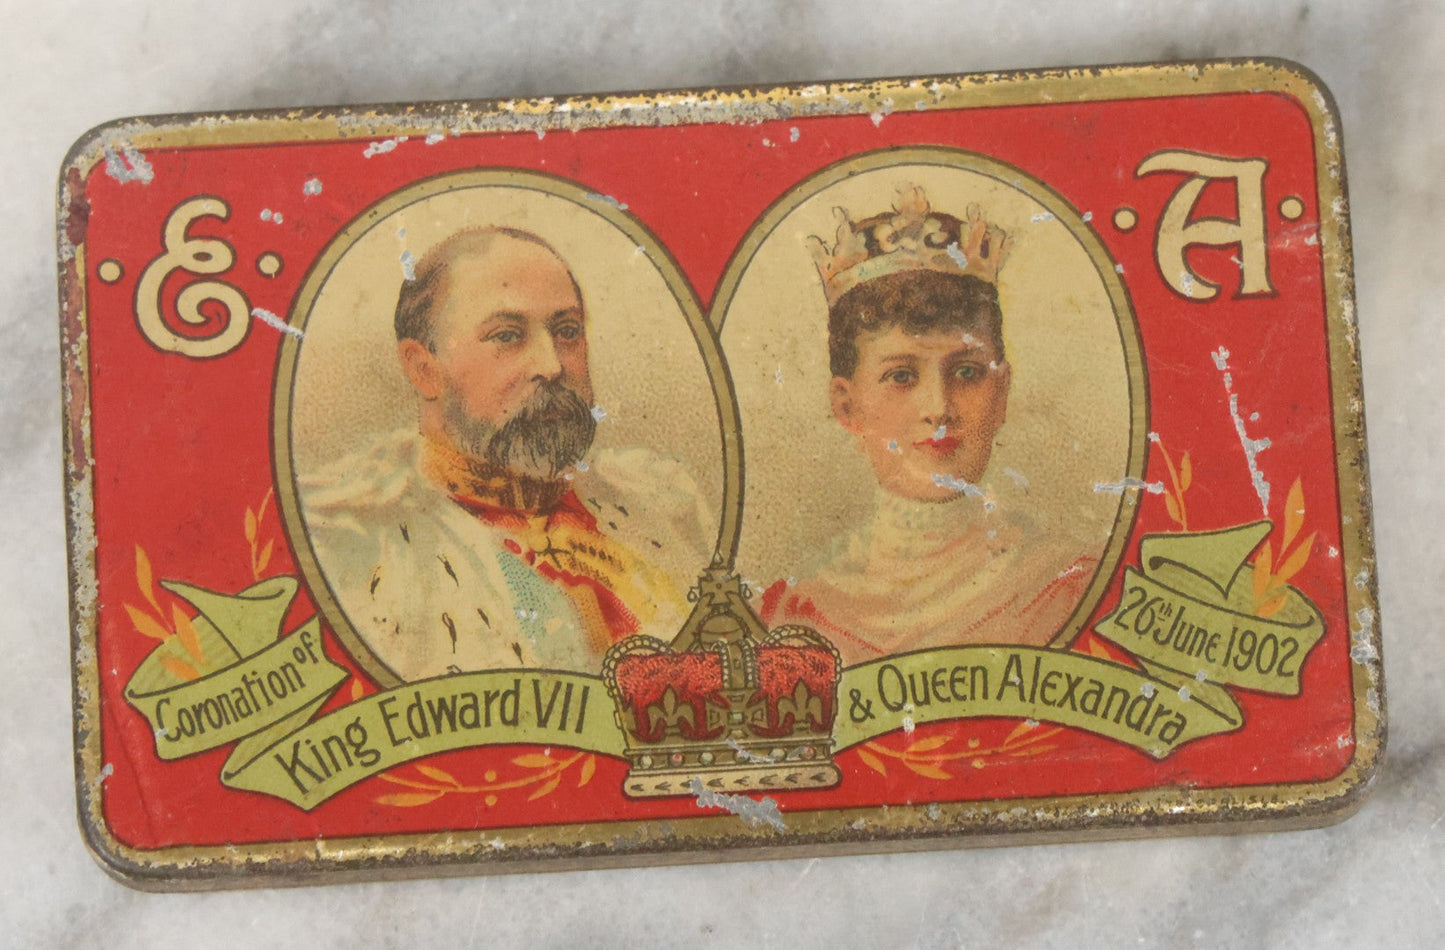 E A
Coronation of
King Edward VII & Queen Alexandra
26th June 1902